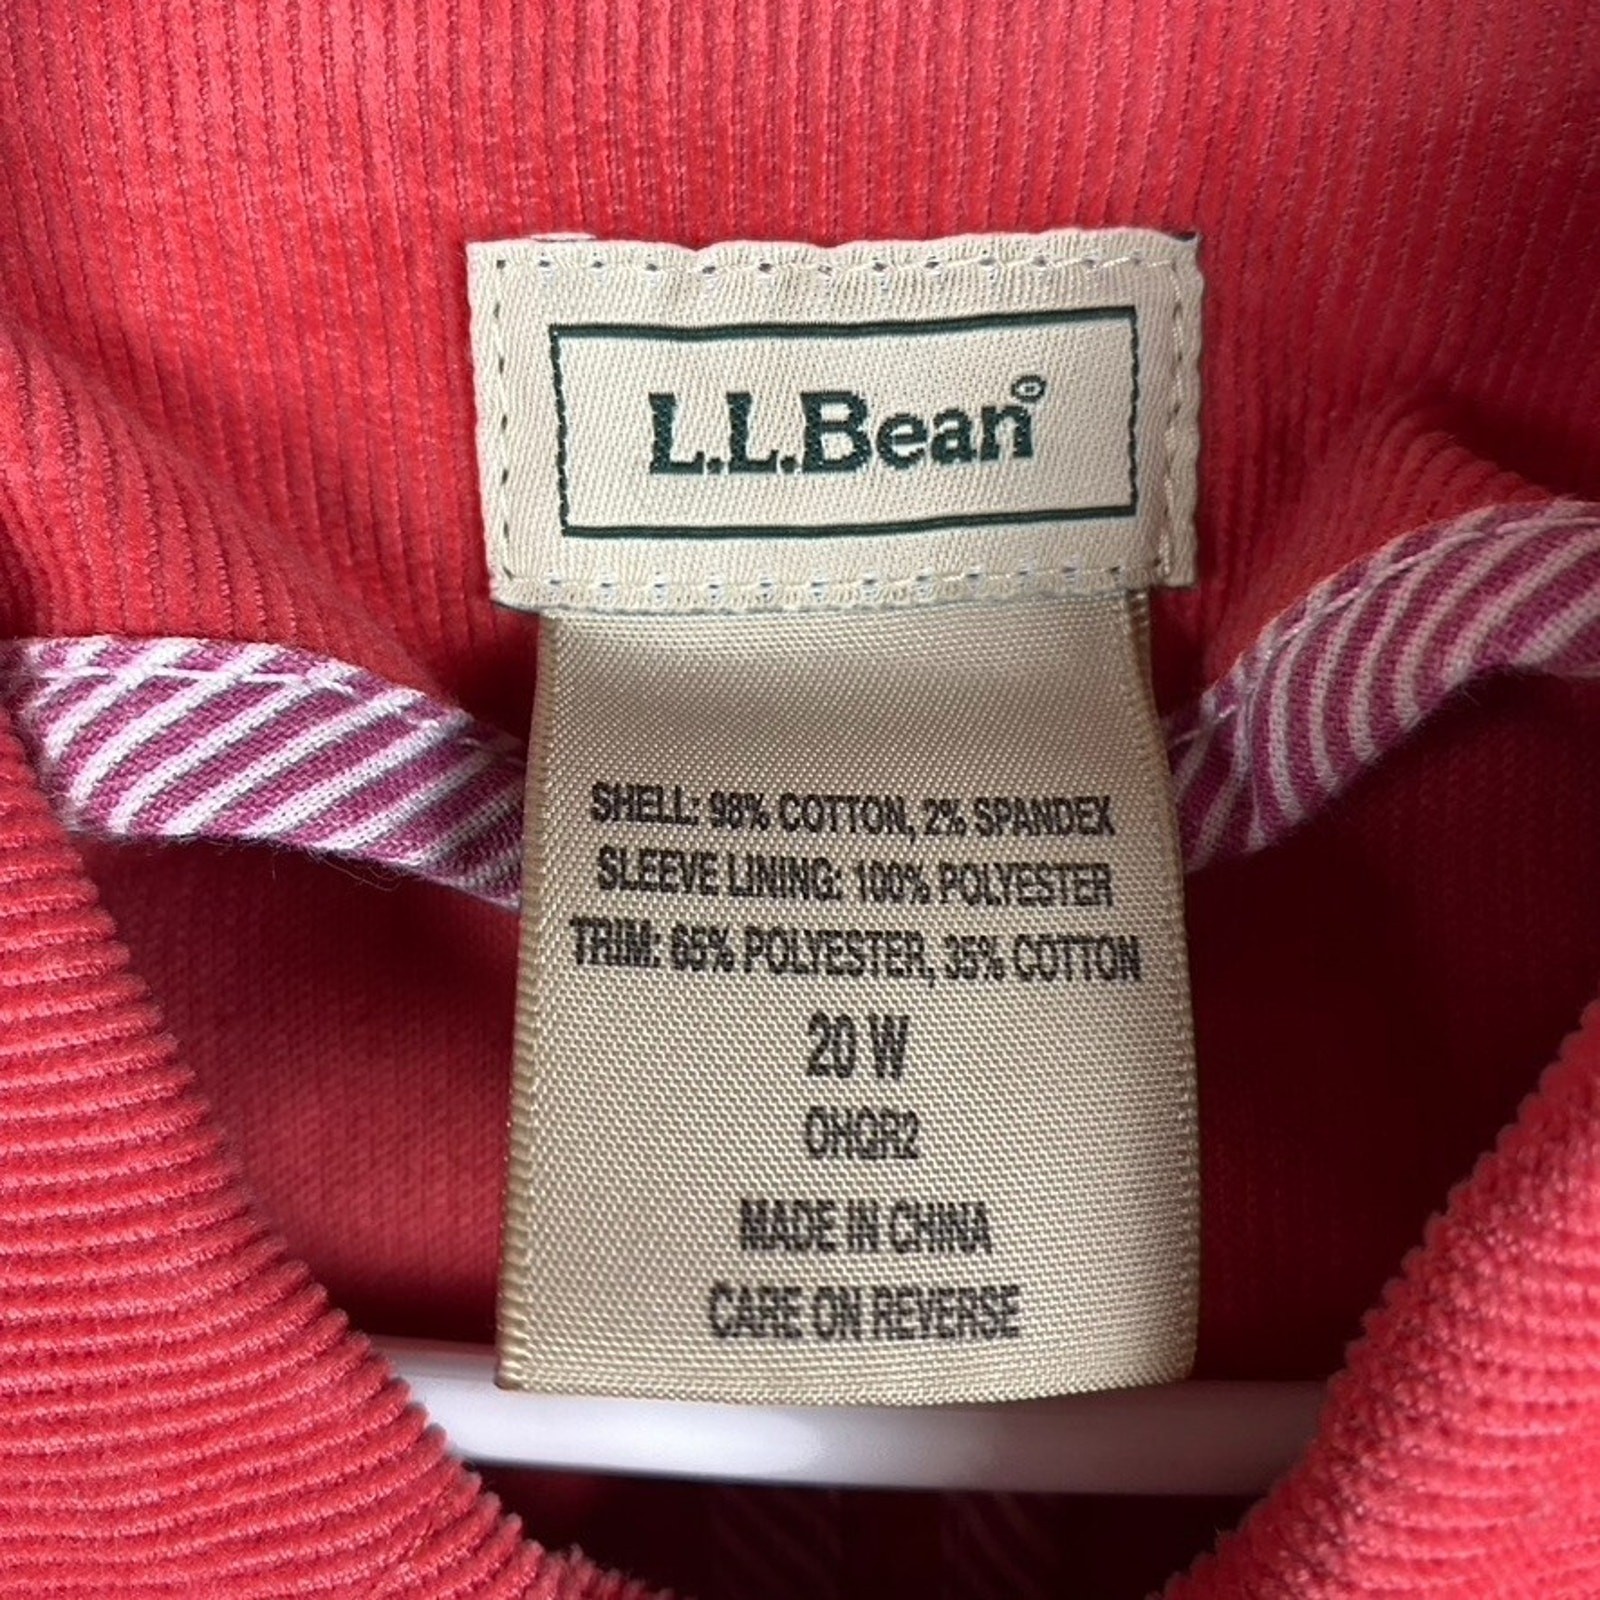 L.L.Bean®
SHELL: 98% COTTON, 2% SPANDEX
SLEEVE LINING: 100% POLYESTER
TRIM: 65% POLYESTER, 35% COTTON
20 W
OHGR2
MADE IN CHINA
CARE ON REVERSE